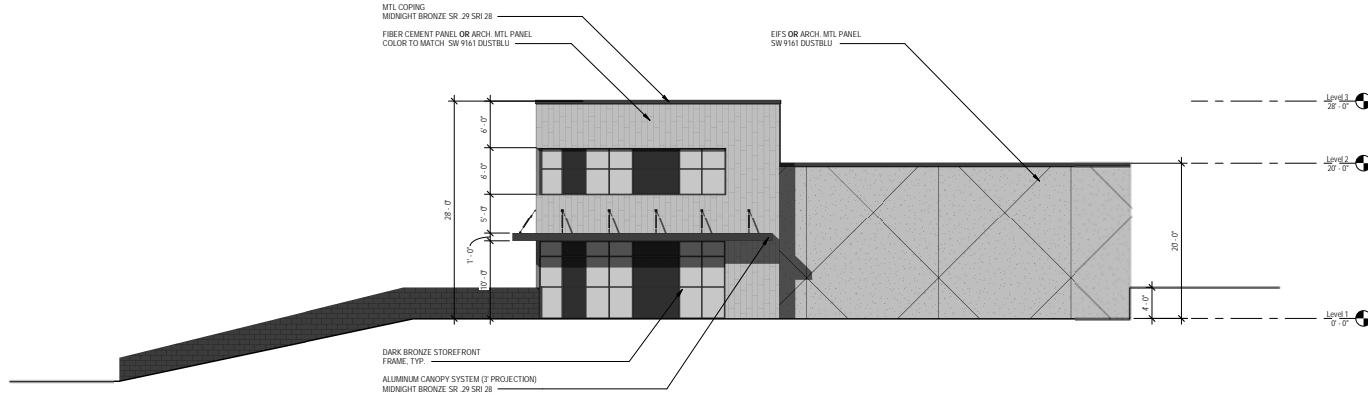 MTL COPING
MIDNIGHT BRONZE SR .29 SRI 28
FIBER CEMENT PANEL OR ARCH. MTL PANEL
COLOR TO MATCH SW 9161 DUSTBLU
EIFS OR ARCH. MTL PANEL
SW 9161 DUSTBLU
Level 3
28' - 0"
Level 2
20' - 0"
Level 1
0' - 0"
28' - 0"
6' - 0"
6' - 0"
5' - 0"
1' - 0"
10' - 0"
20' - 0"
4' - 0"
DARK BRONZE STOREFRONT
FRAME, TYP.
ALUMINUM CANOPY SYSTEM (3' PROJECTION)
MIDNIGHT BRONZE SR .29 SRI 28